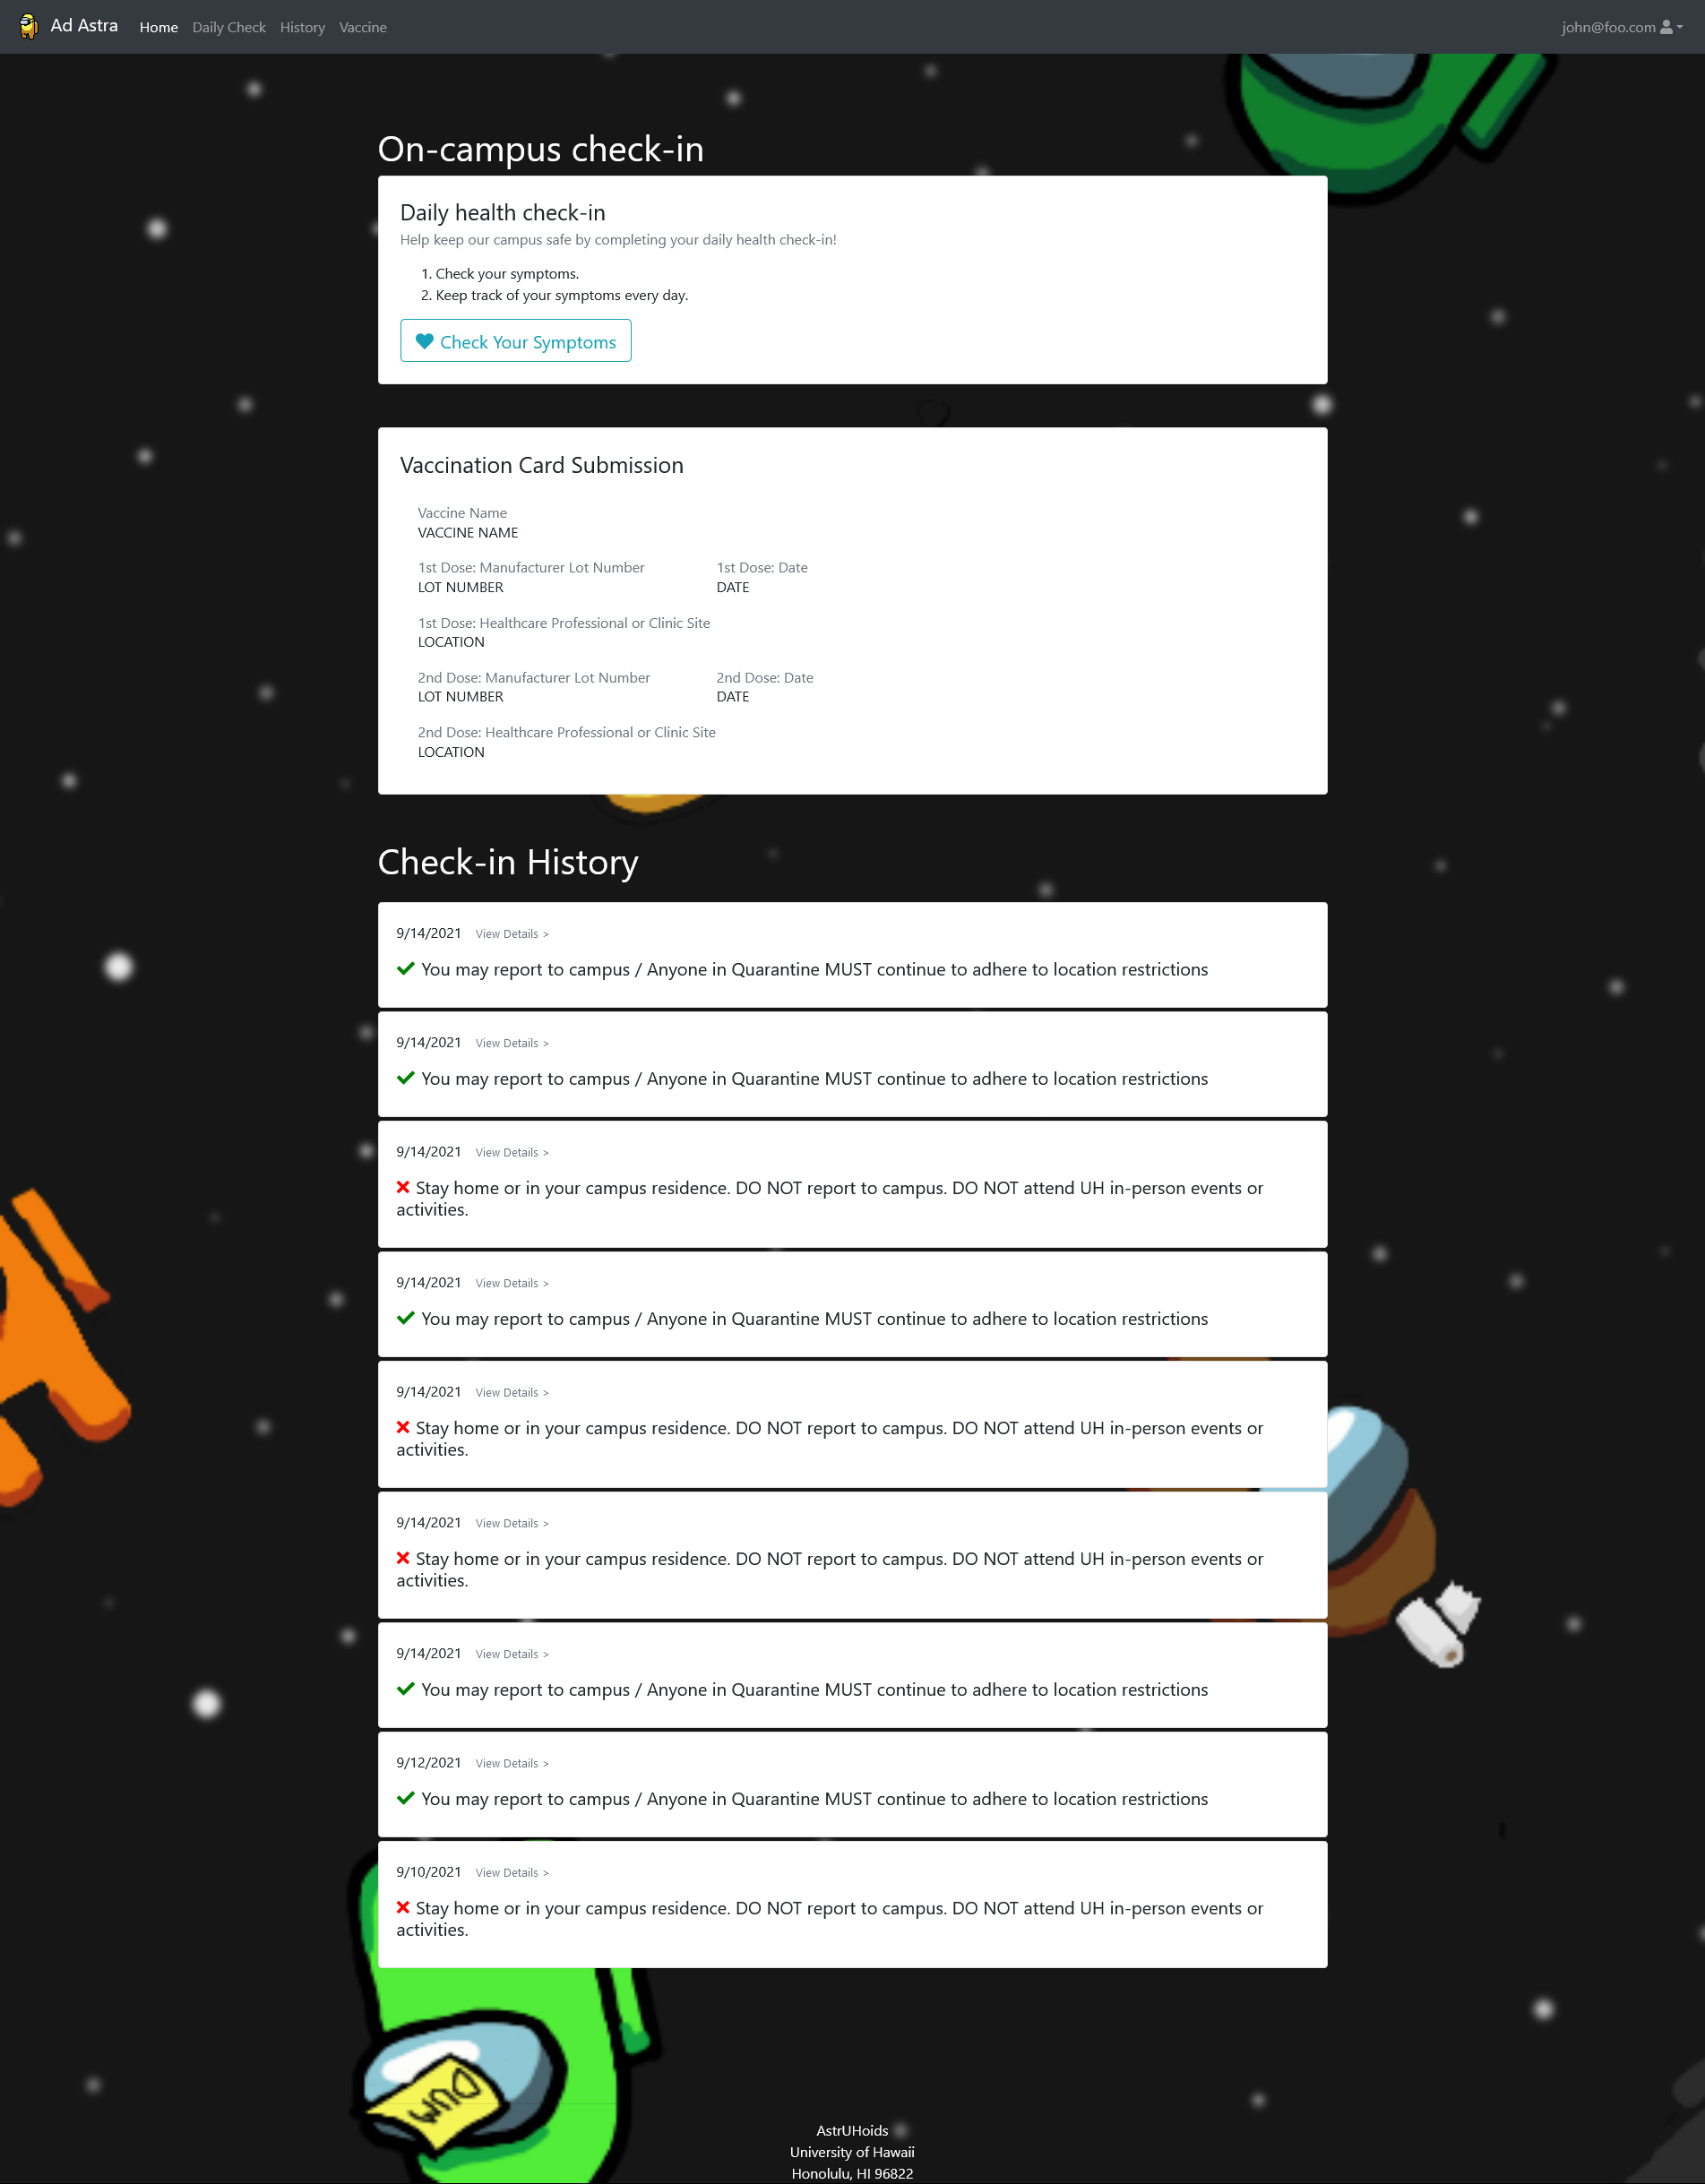 Ad Astra Home Daily Check History Vaccine john@foo.com
On-campus check-in
Daily health check-in
Help keep our campus safe by completing your daily health check-in!
1. Check your symptoms.
2. Keep track of your symptoms every day.
Check Your Symptoms
Vaccination Card Submission
Vaccine Name
VACCINE NAME
1st Dose: Manufacturer Lot Number 1st Dose: Date
LOT NUMBER DATE
1st Dose: Healthcare Professional or Clinic Site
LOCATION
2nd Dose: Manufacturer Lot Number 2nd Dose: Date
LOT NUMBER DATE
2nd Dose: Healthcare Professional or Clinic Site
LOCATION
Check-in History
9/14/2021 View Details >
You may report to campus / Anyone in Quarantine MUST continue to adhere to location restrictions
9/14/2021 View Details >
You may report to campus / Anyone in Quarantine MUST continue to adhere to location restrictions
9/14/2021 View Details >
Stay home or in your campus residence. DO NOT report to campus. DO NOT attend UH in-person events or
activities.
9/14/2021 View Details >
You may report to campus / Anyone in Quarantine MUST continue to adhere to location restrictions
9/14/2021 View Details >
Stay home or in your campus residence. DO NOT report to campus. DO NOT attend UH in-person events or
activities.
9/14/2021 View Details >
Stay home or in your campus residence. DO NOT report to campus. DO NOT attend UH in-person events or
activities.
9/14/2021 View Details >
You may report to campus / Anyone in Quarantine MUST continue to adhere to location restrictions
9/12/2021 View Details >
You may report to campus / Anyone in Quarantine MUST continue to adhere to location restrictions
9/10/2021 View Details >
Stay home or in your campus residence. DO NOT report to campus. DO NOT attend UH in-person events or
activities.
DUM
AstrUHoids
University of Hawaii
Honolulu, HI 96822